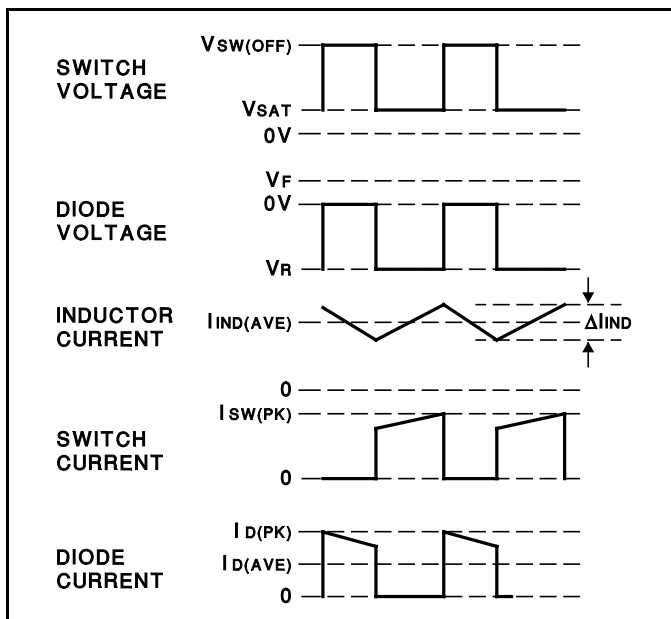 VSW(OFF)
SWITCH
VOLTAGE
VSAT
0V
VF
0V
DIODE
VOLTAGE
VR
INDUCTOR
CURRENT
IIND(AVE)
ΔIIND
0
ISW(PK)
SWITCH
CURRENT
0
ID(PK)
DIODE
CURRENT
ID(AVE)
0